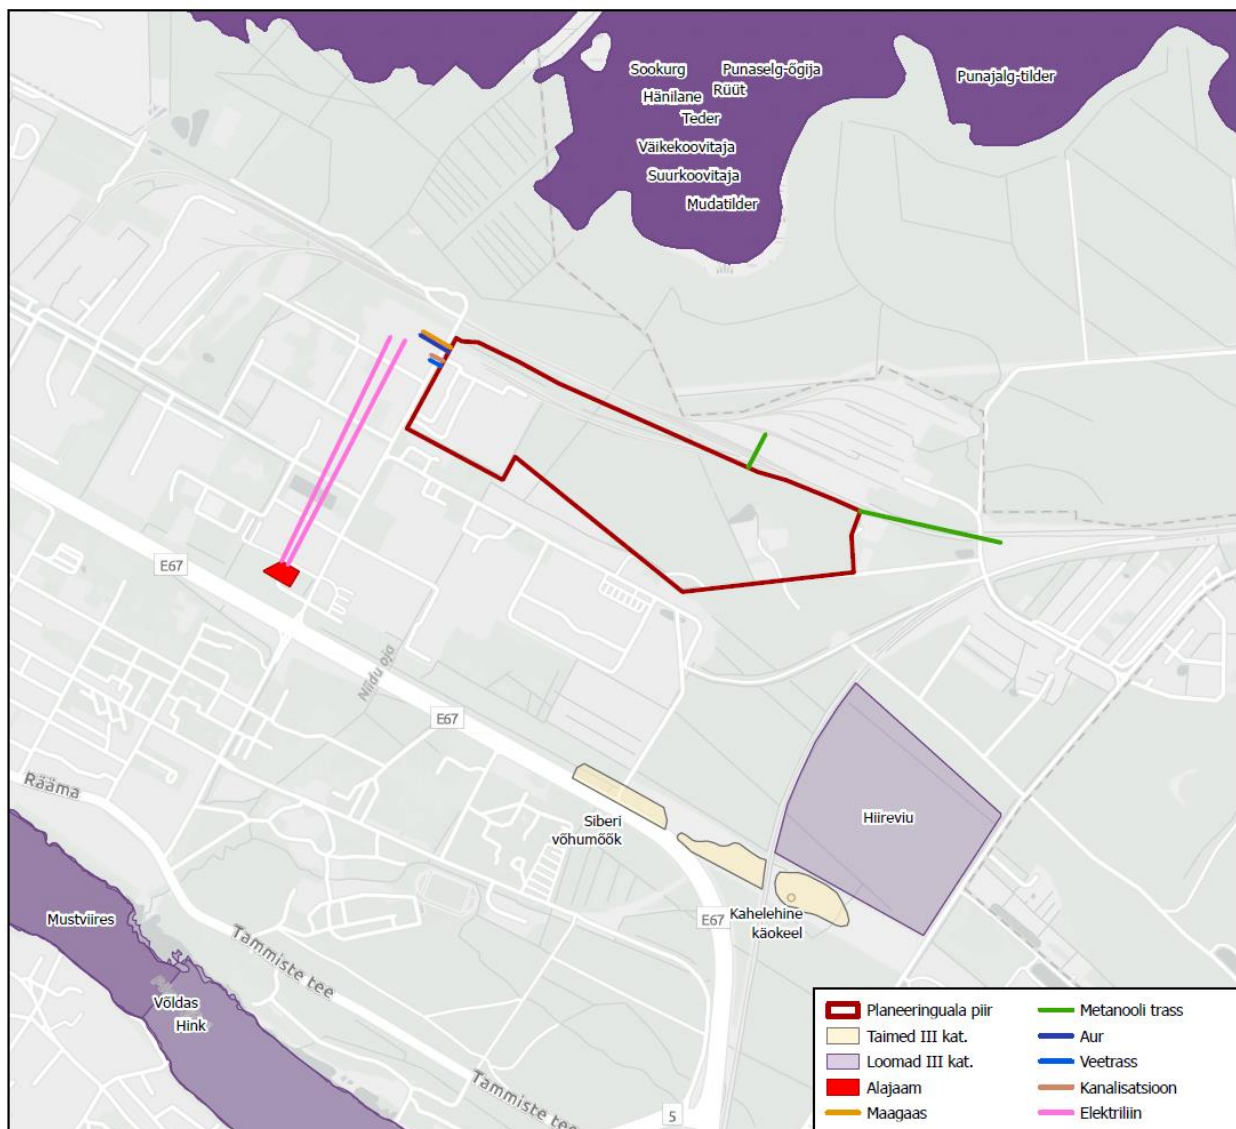 Sookurg
Punaselg-õgija
Hänilane
Rüüt
Teder
Väikekoovitaja
Suurkoovitaja
Mudatilder
Punajalg-tilder
E67
Niidu oja
E67
Rääma
Siberi
võhumõõk
Hiireviu
Kahelehine
käokeel
E67
Mustviires
Tammiste tee
Võldas
Hink
Tammiste tee
5
Planeeringuala piir
Taimed III kat.
Loomad III kat.
Alajaam
Maagaas
Metanooli trass
Aur
Veetrass
Kanalisatsioon
Elektriliin